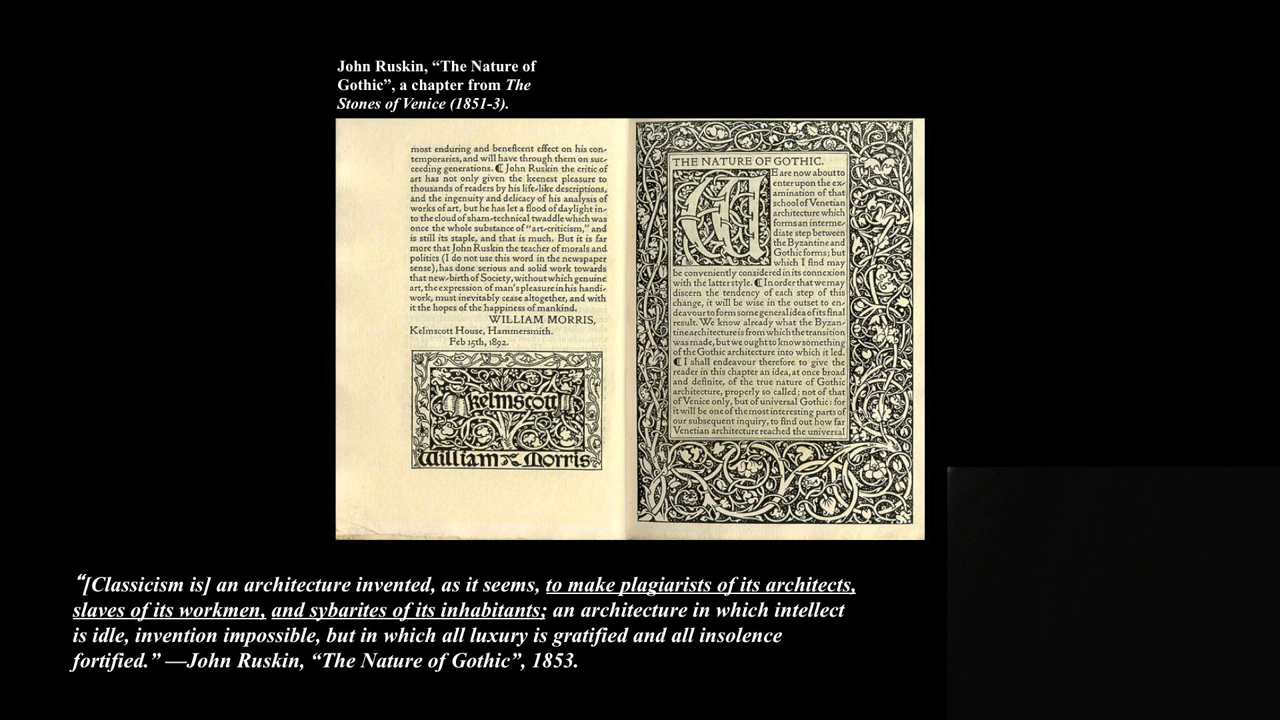 John Ruskin, “The Nature of
Gothic”, a chapter from The
Stones of Venice (1851-3).
most enduring and beneficent effect on his con-
temporaries, and will have through them on suc-
ceeding generations. ¶ John Ruskin the critic of
art has not only given the keenest pleasure to
thousands of readers by his life-like descriptions,
and the ingenuity and delicacy of his analysis of
works of art, but he has let a flood of daylight in-
to the cloud of sham-technical twaddle which was
once the whole substance of “art-criticism,” and
is still its staple, and that is much. But it is far
more that John Ruskin the teacher of morals and
politics (I do not use this word in the newspaper
sense), has done serious and solid work towards
that new-birth of Society, without which genuine
art, the expression of man's pleasure in his handi-
work, must inevitably cease altogether, and with
it the hopes of the happiness of mankind.
WILLIAM MORRIS,
Kelmscott House, Hammersmith.
Feb 15th, 1892.
kelmscott
William Morris
THE NATURE OF GOTHIC.
WE are now about to
enter upon the ex-
amination of that
school of Venetian
architecture which
forms an interme-
diate step between
the Byzantine and
Gothic forms; but
which I find may
be conveniently considered in its connexion
with the latter style. ¶ In order that we may
discern the tendency of each step of this
change, it will be wise in the outset to en-
deavour to form some general idea of its final
result. We know already what the Byzan-
tine architecture is from which the transition
was made, but we ought to know something
of the Gothic architecture into which it led.
¶ I shall endeavour therefore to give the
reader in this chapter an idea, at once broad
and definite, of the true nature of Gothic
architecture, properly so called; not of that
of Venice only, but of universal Gothic: for
it will be one of the most interesting parts of
our subsequent inquiry, to find out how far
Venetian architecture reached the universal
“[Classicism is] an architecture invented, as it seems, to make plagiarists of its architects,
slaves of its workmen, and sybarites of its inhabitants; an architecture in which intellect
is idle, invention impossible, but in which all luxury is gratified and all insolence
fortified.” —John Ruskin, “The Nature of Gothic”, 1853.